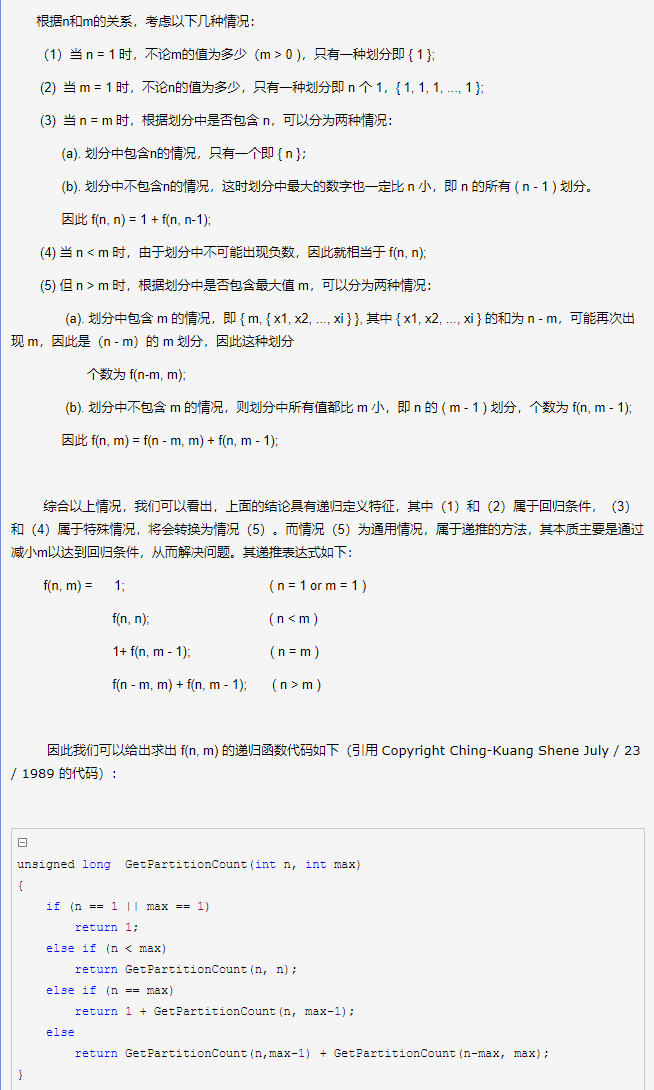 根据n和m的关系，考虑以下几种情况：
（1）当 n = 1 时，不论m的值为多少（m > 0 )，只有一种划分即 { 1 };
(2) 当 m = 1 时，不论n的值为多少，只有一种划分即 n 个 1，{ 1, 1, 1, ..., 1 };
(3) 当 n = m 时，根据划分中是否包含 n，可以分为两种情况：
(a). 划分中包含n的情况，只有一个即 { n }；
(b). 划分中不包含n的情况，这时划分中最大的数字也一定比 n 小，即 n 的所有 ( n - 1 ) 划分。
因此 f(n, n) = 1 + f(n, n-1);
(4) 当 n < m 时，由于划分中不可能出现负数，因此就相当于 f(n, n);
(5) 但 n > m 时，根据划分中是否包含最大值 m，可以分为两种情况：
(a). 划分中包含 m 的情况，即 { m, { x1, x2, ..., xi } }, 其中 { x1, x2, ..., xi } 的和为 n - m，可能再次出
现 m，因此是（n - m）的 m 划分，因此这种划分
个数为 f(n-m, m);
(b). 划分中不包含 m 的情况，则划分中所有值都比 m 小，即 n 的 ( m - 1 ) 划分，个数为 f(n, m - 1);
因此 f(n, m) = f(n - m, m) + f(n, m - 1);
综合以上情况，我们可以看出，上面的结论具有递归定义特征，其中（1）和（2）属于回归条件，（3）
和（4）属于特殊情况，将会转换为情况（5）。而情况（5）为通用情况，属于递推的方法，其本质主要是通过
减小m以达到回归条件，从而解决问题。其递推表达式如下：
f(n, m) = 1; ( n = 1 or m = 1 )
f(n, n); ( n < m )
1+ f(n, m - 1); ( n = m )
f(n - m, m) + f(n, m - 1); ( n > m )
因此我们可以给出求出 f(n, m) 的递归函数代码如下（引用 Copyright Ching-Kuang Shene July / 23
/ 1989 的代码）：
unsigned long GetPartitionCount(int n, int max)
{
if (n == 1 || max == 1)
return 1;
else if (n < max)
return GetPartitionCount(n, n);
else if (n == max)
return 1 + GetPartitionCount(n, max-1);
else
return GetPartitionCount(n,max-1) + GetPartitionCount(n-max, max);
}